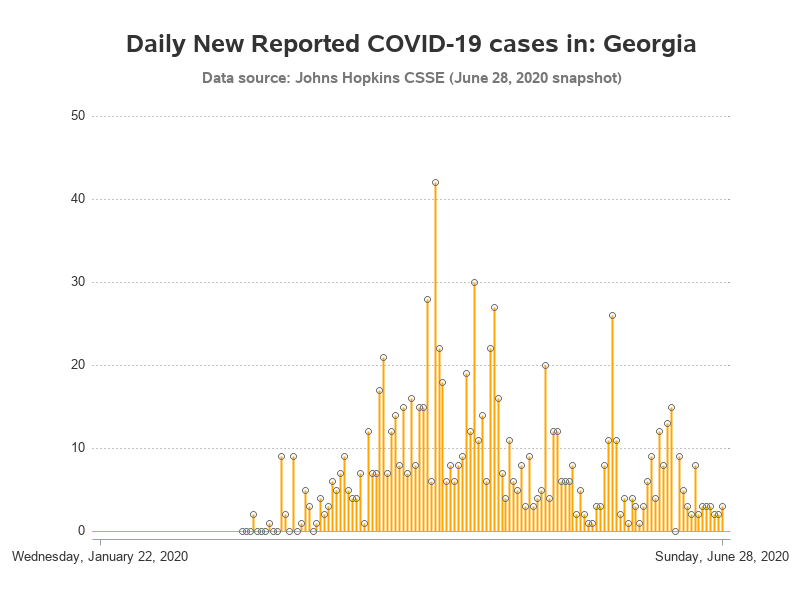 Daily New Reported COVID-19 cases in: Georgia
Data source: Johns Hopkins CSSE (June 28, 2020 snapshot)
50
40
30
20
10
0
Wednesday, January 22, 2020
Sunday, June 28, 2020